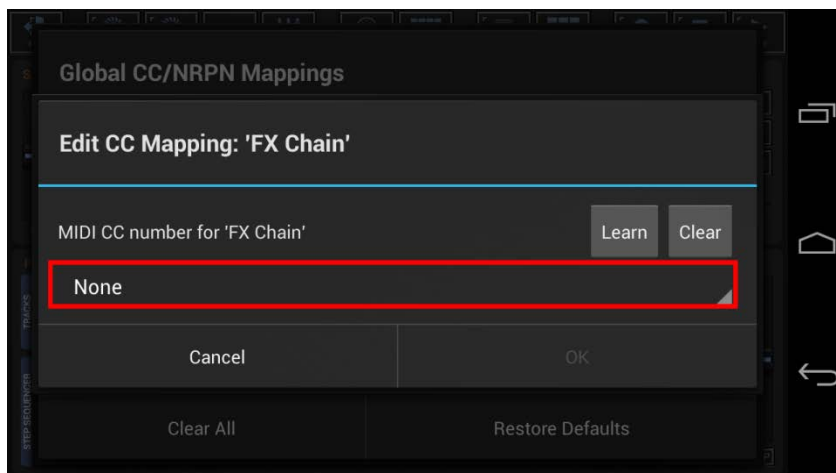 Global CC/NRPN Mappings
Edit CC Mapping: 'FX Chain'
MIDI CC number for 'FX Chain'
Learn
Clear
None
Cancel
OK
Clear All
Restore Defaults
TRACKS
STEP SEQUENCER